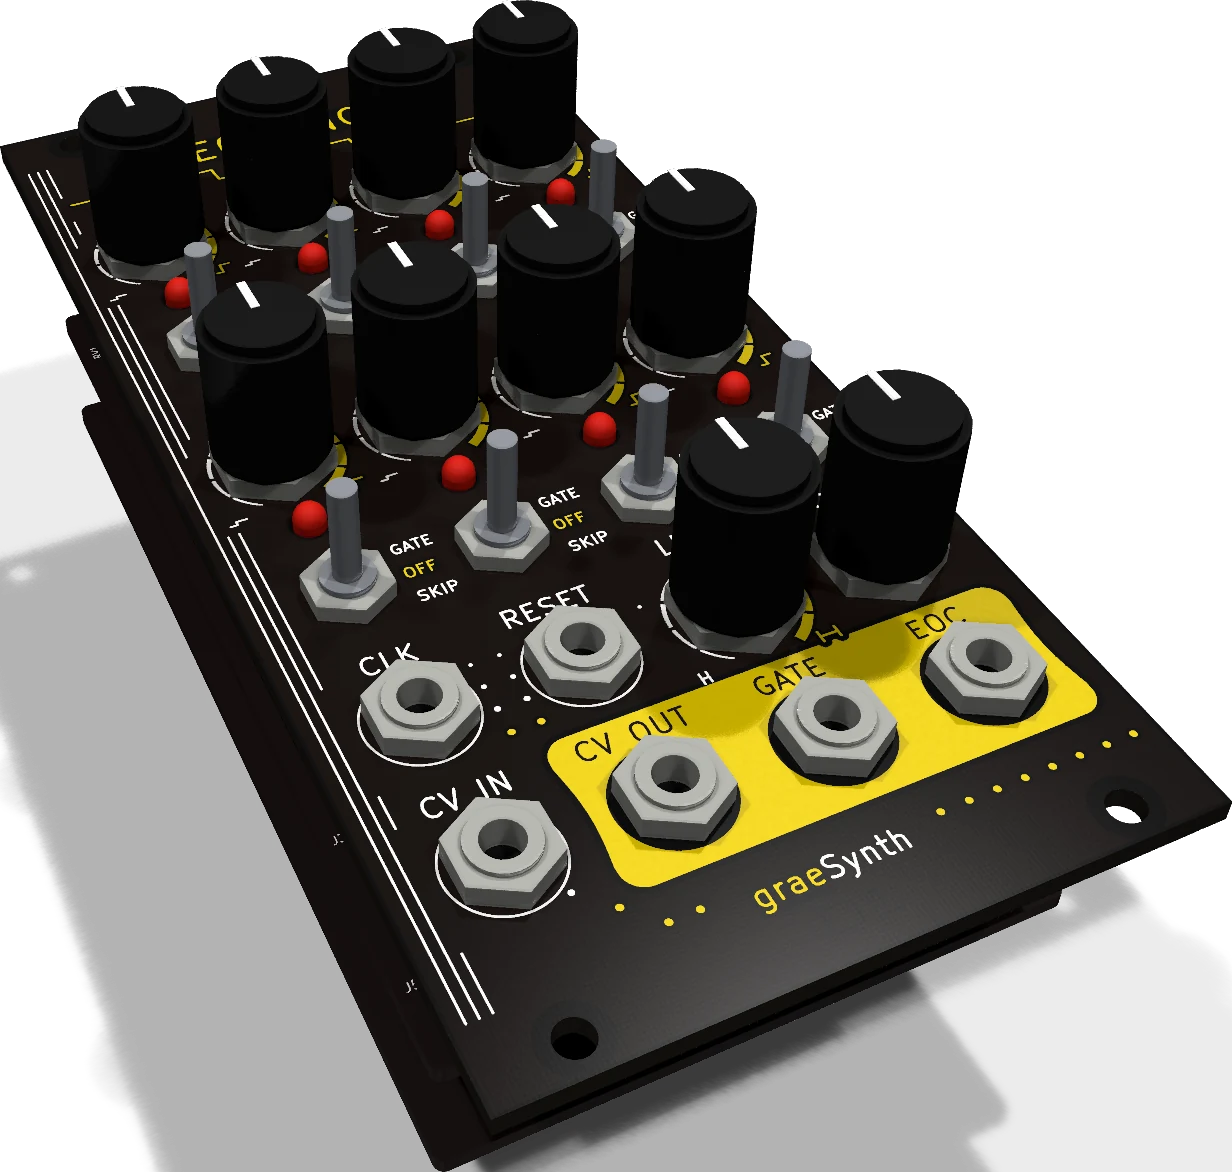 GATE
OFF
SKIP
GATE
OFF
SKIP
RESET
CLK
H
EOC
GATE
CV OUT
CV IN
graeSynth